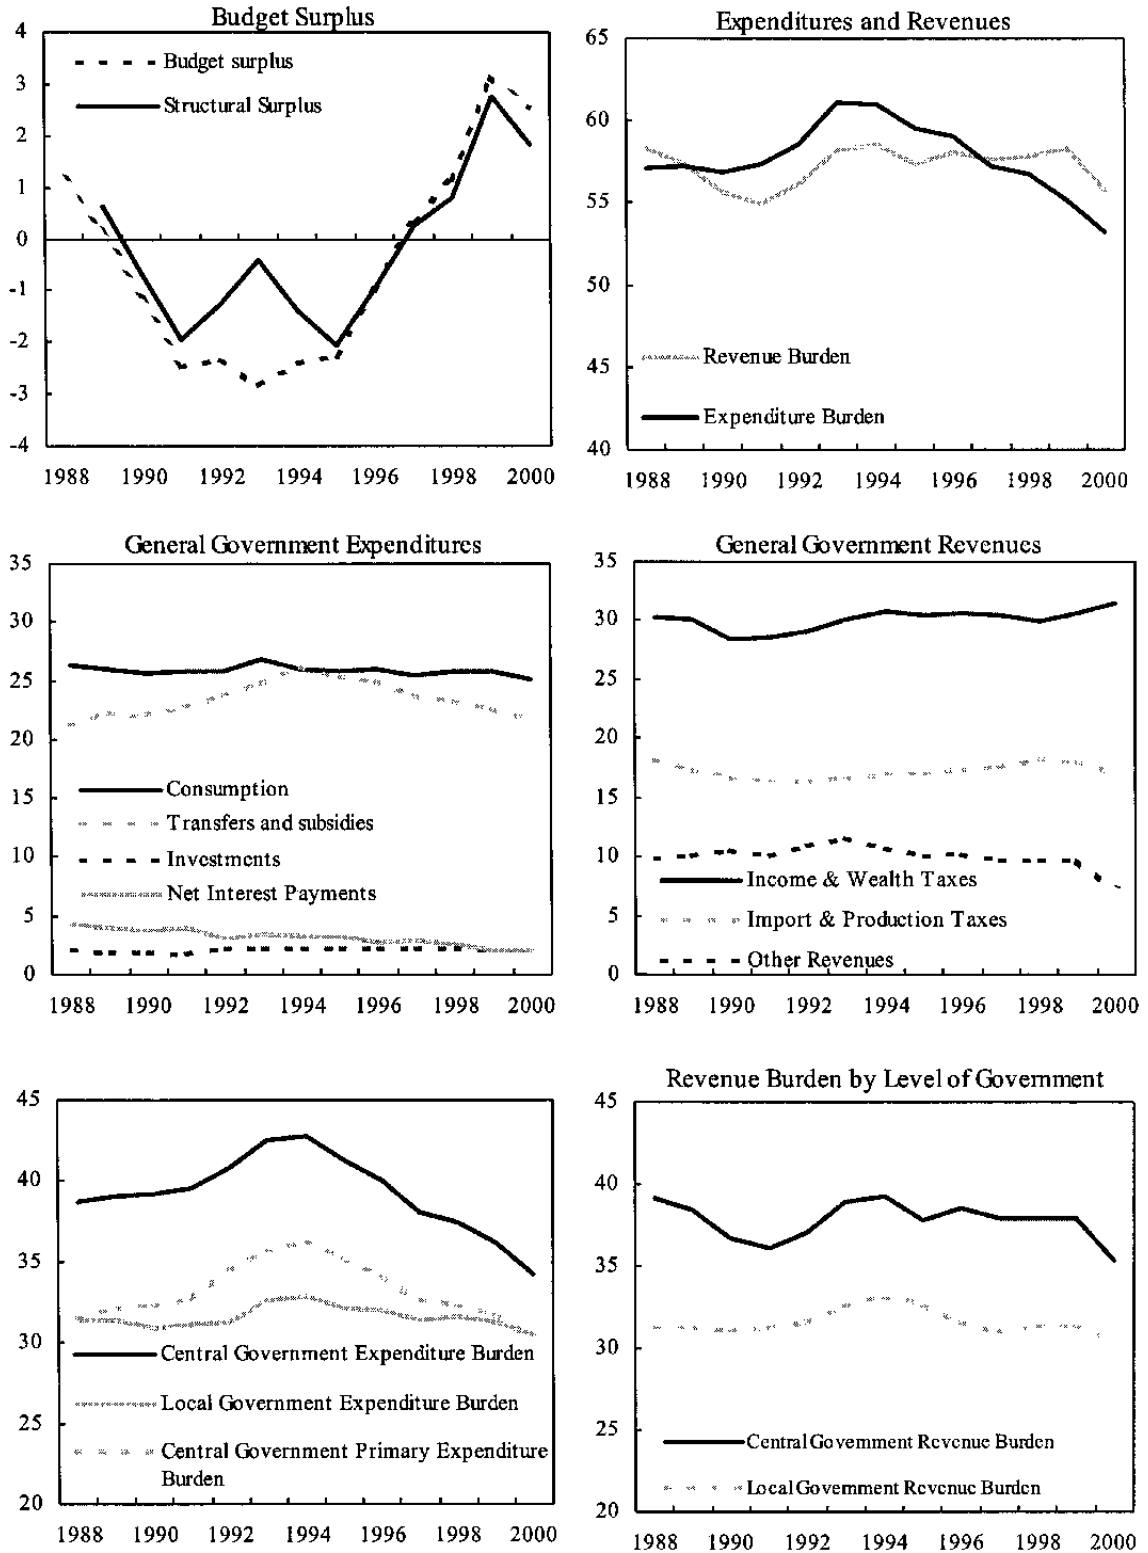 Budget Surplus
4
3
2
1
0
-1
-2
-3
-4
Budget surplus
Structural Surplus
1988 1990 1992 1994 1996 1998 2000
Expenditures and Revenues
65
60
55
50
45
40
Revenue Burden
Expenditure Burden
1988 1990 1992 1994 1996 1998 2000
General Government Expenditures
35
30
25
20
15
10
5
0
Consumption
Transfers and subsidies
Investments
Net Interest Payments
1988 1990 1992 1994 1996 1998 2000
General Government Revenues
35
30
25
20
15
10
5
0
Income & Wealth Taxes
Import & Production Taxes
Other Revenues
1988 1990 1992 1994 1996 1998 2000
45
40
35
30
25
20
Central Government Expenditure Burden
Local Government Expenditure Burden
Central Government Primary Expenditure
Burden
1988 1990 1992 1994 1996 1998 2000
Revenue Burden by Level of Government
45
40
35
30
25
20
Central Government Revenue Burden
Local Government Revenue Burden
1988 1990 1992 1994 1996 1998 2000